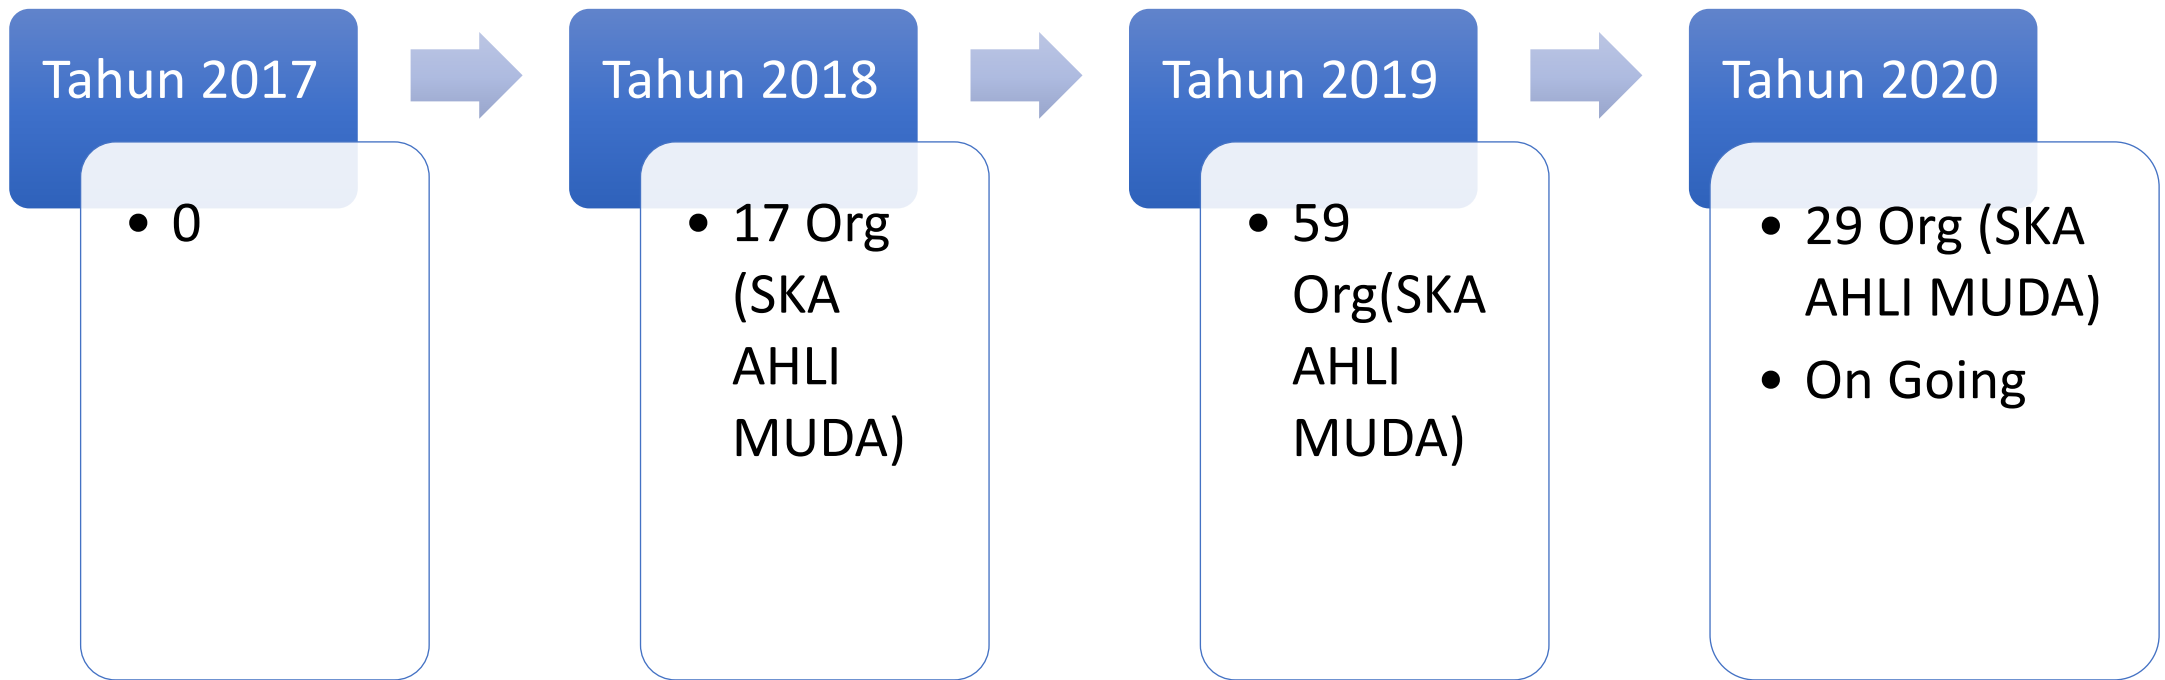 Tahun 2017
• 0
Tahun 2018
• 17 Org
(SKA
AHLI
MUDA)
Tahun 2019
• 59
Org(SKA
AHLI
MUDA)
Tahun 2020
• 29 Org (SKA
AHLI MUDA)
• On Going